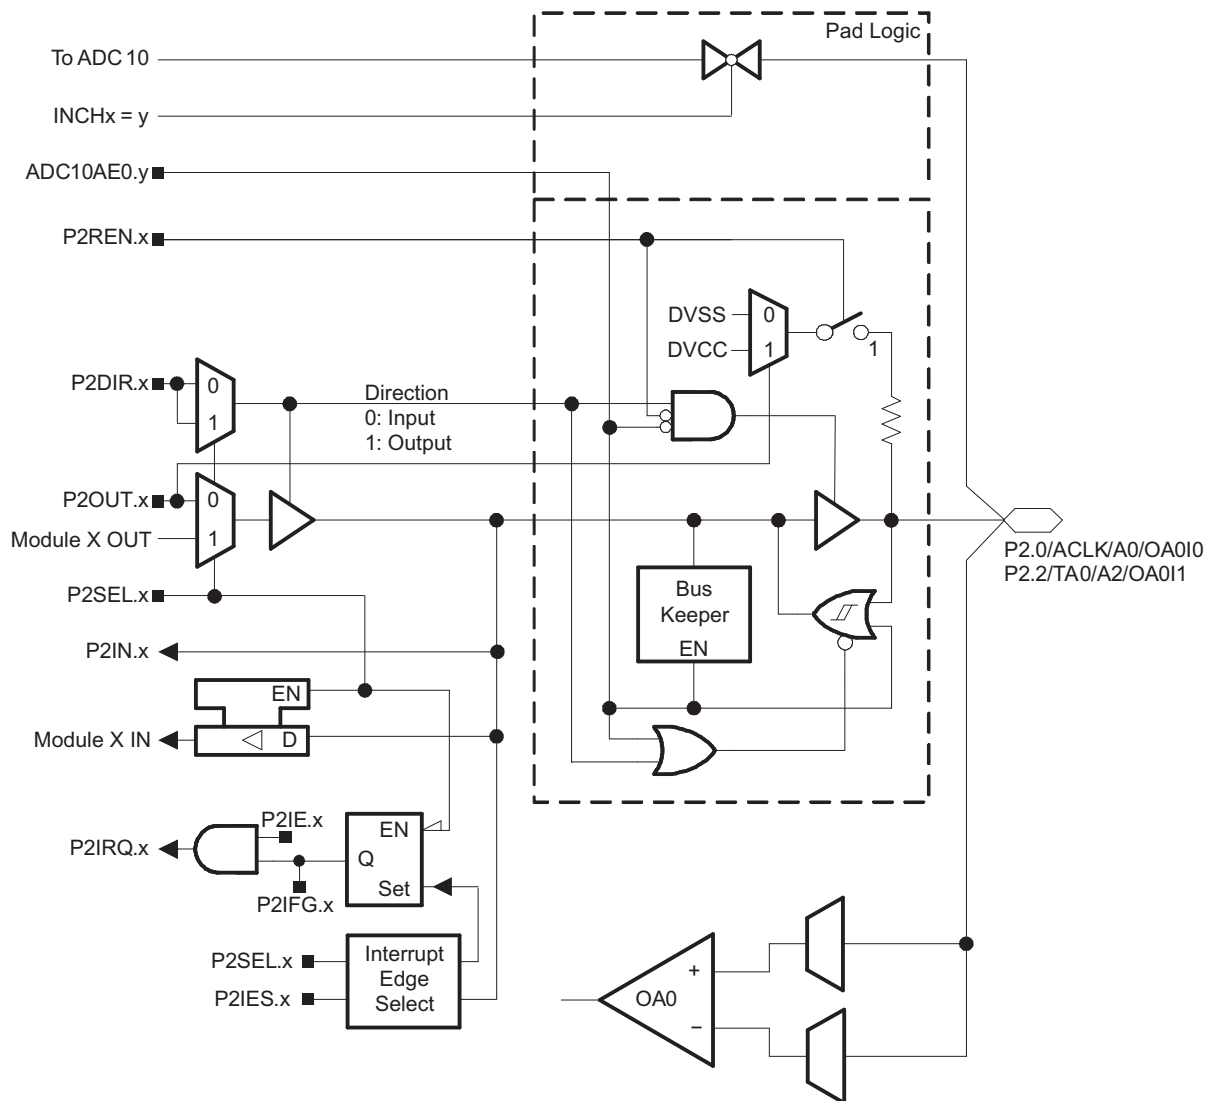 Pad Logic
To ADC 10
INCHx = y
ADC10AE0.y
P2REN.x
DVSS
0
DVCC
1
1
P2DIR.x
0
1
Direction
0: Input
1: Output
P2OUT.x
0
Module X OUT
1
P2.0/ACLK/A0/OA0I0
P2.2/TA0/A2/OA0I1
P2SEL.x
Bus
Keeper
EN
P2IN.x
EN
Module X IN
D
P2IE.x
EN
P2IRQ.x
Q
Set
P2IFG.x
P2SEL.x
Interrupt
Edge
Select
P2IES.x
+
OA0
−